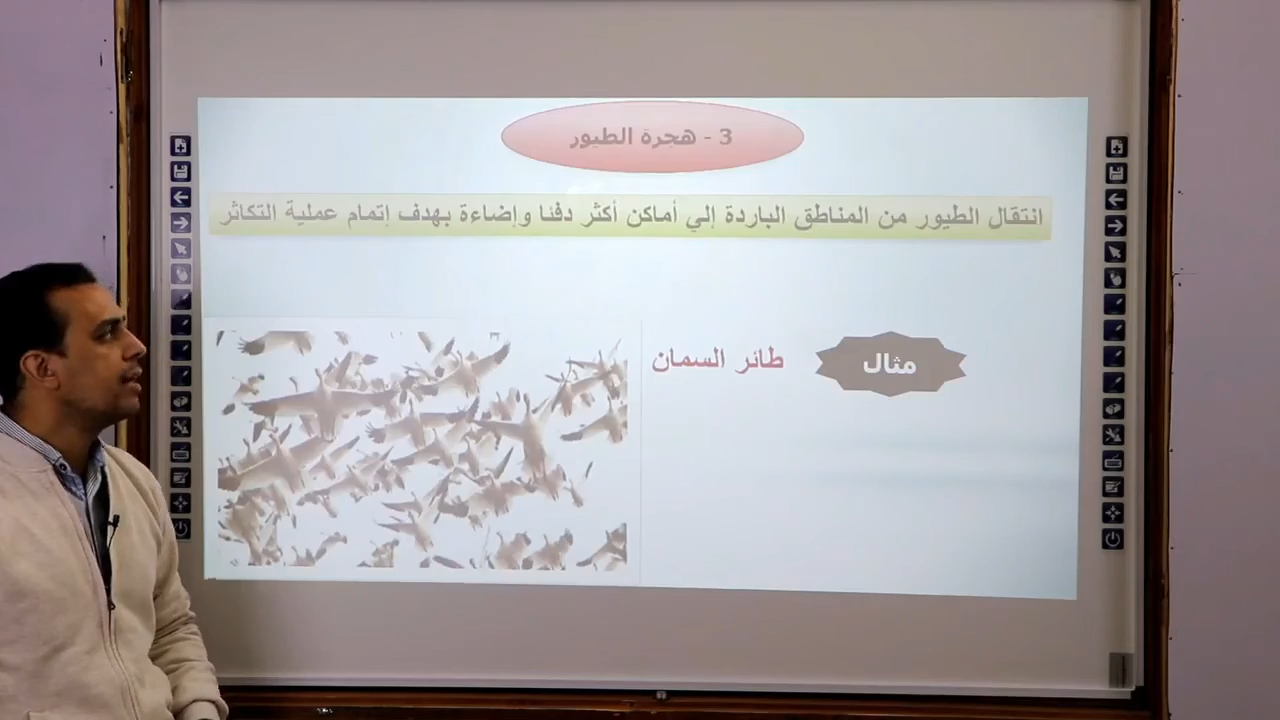 3 - هجرة الطيور
انتقال الطيور من المناطق الباردة إلي أماكن أكثر دفئا وإضاءة بهدف إتمام عملية التكاثر
مثال
طائر السمان